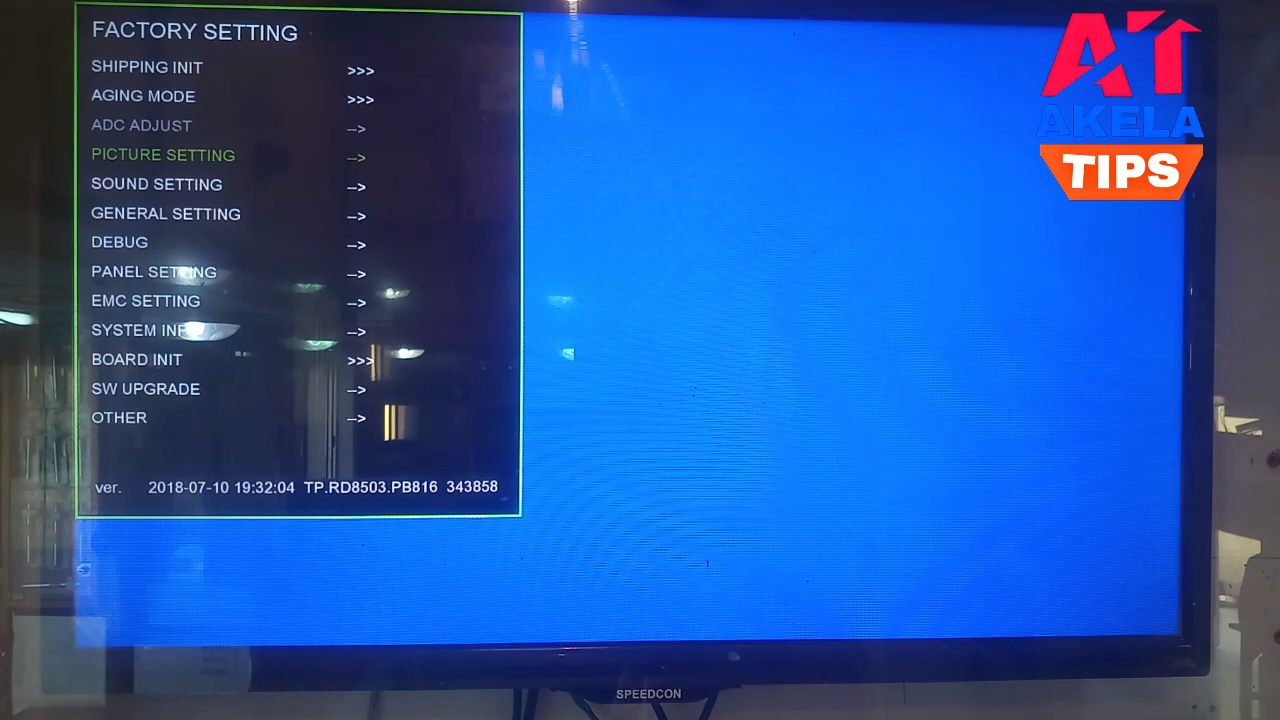 FACTORY SETTING
SHIPPING INIT >>>
AGING MODE >>>
ADC ADJUST -->
PICTURE SETTING -->
SOUND SETTING -->
GENERAL SETTING -->
DEBUG -->
PANEL SETTING -->
EMC SETTING -->
SYSTEM INF -->
BOARD INIT >>>
SW UPGRADE -->
OTHER -->
ver. 2018-07-10 19:32:04 TP.RD8503.PB816 343858
AT
AKELA
TIPS
SPEEDCON